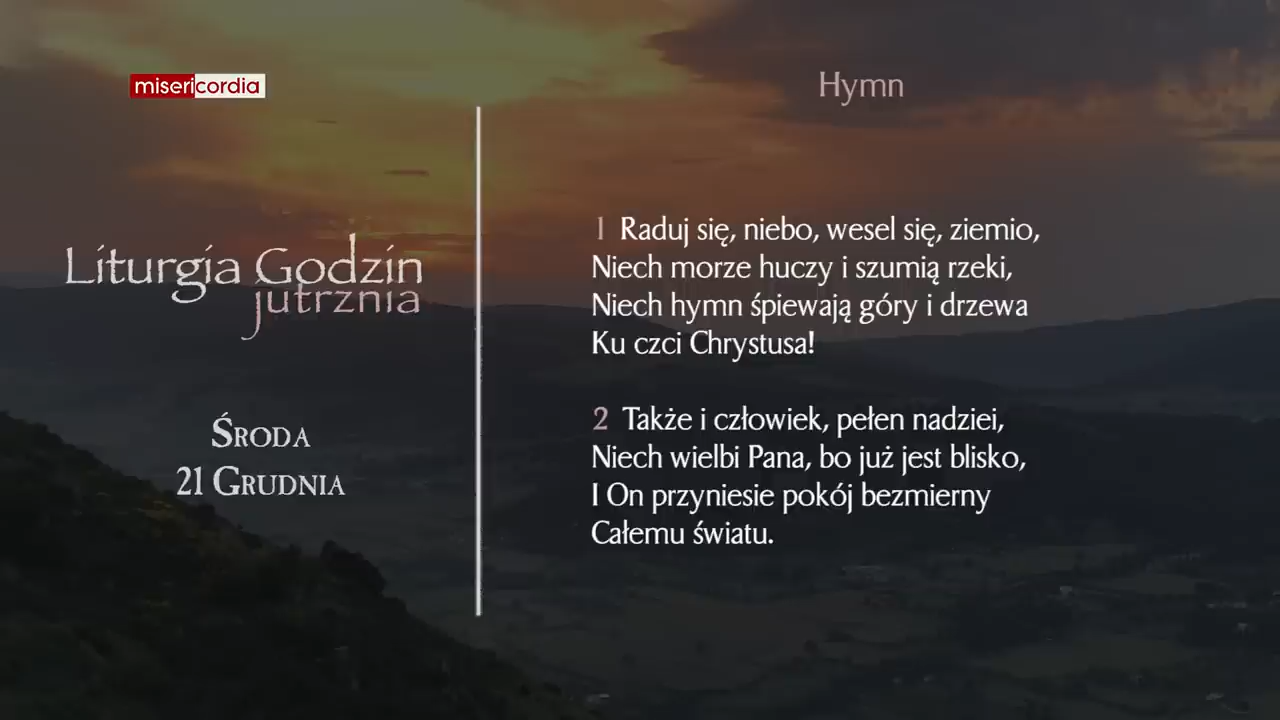 misericordia
Liturgia Godzin
jutrznia
Środa
21 Grudnia
Hymn
1 Raduj się, niebo, wesel się, ziemio,
Niech morze huczy i szumią rzeki,
Niech hymn śpiewają góry i drzewa
Ku czci Chrystusa!
2 Także i człowiek, pełen nadziei,
Niech wielbi Pana, bo już jest blisko,
I On przyniesie pokój bezmierny
Całemu światu.